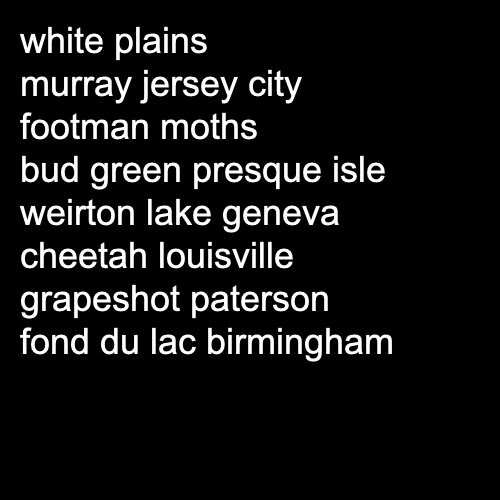 white plains
murray jersey city
footman moths
bud green presque isle
weirton lake geneva
cheetah louisville
grapeshot paterson
fond du lac birmingham